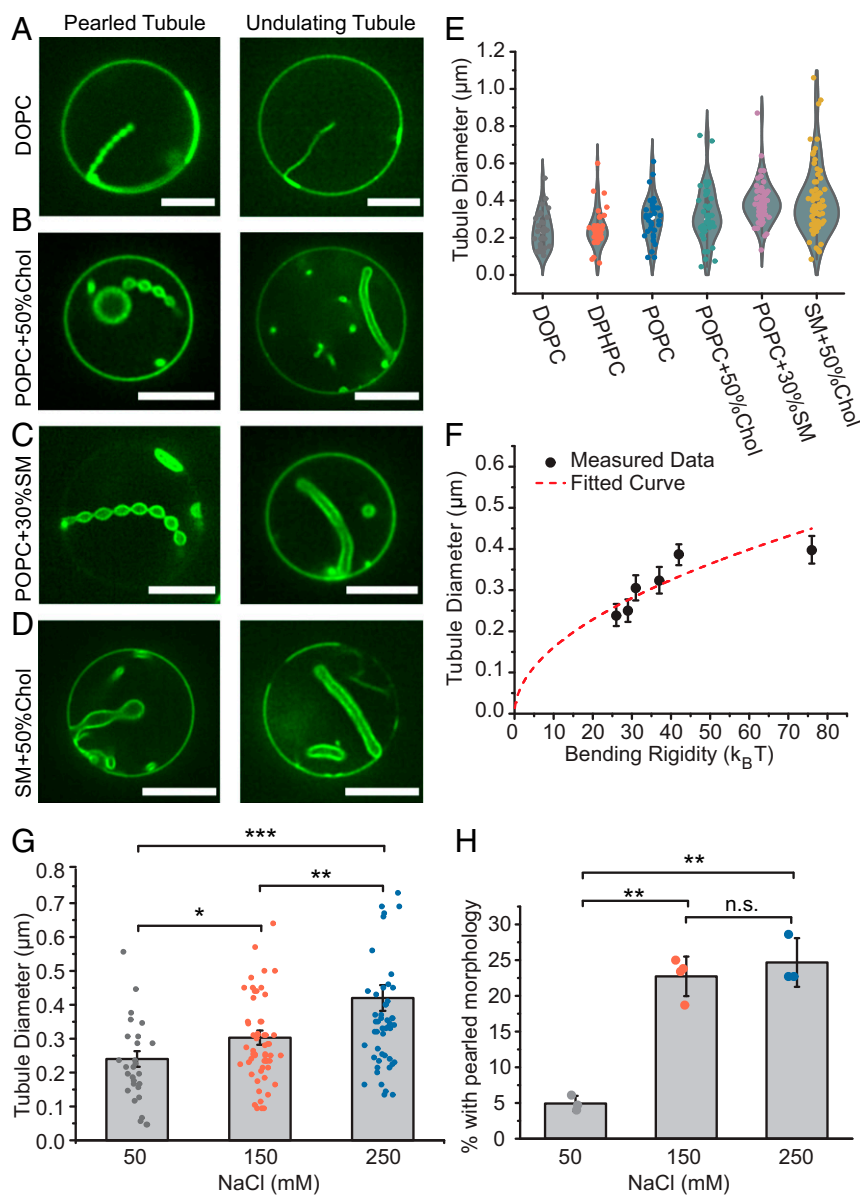 A
Pearled Tubule
Undulating Tubule
DOPC
B
POPC+50%Chol
C
POPC+30%SM
D
SM+50%Chol
E
Tubule Diameter (μm)
1.2
1.0
0.8
0.6
0.4
0.2
0.0
DOPC
DPHPC
POPC
POPC+50%Chol
POPC+30%SM
SM+50%Chol
F
Tubule Diameter (μm)
0.6
0.5
0.4
0.3
0.2
0.1
0.0
Measured Data
Fitted Curve
0 10 20 30 40 50 60 70 80
Bending Rigidity (kBT)
G
Tubule Diameter (μm)
0.8
0.7
0.6
0.5
0.4
0.3
0.2
0.1
0.0
***
**
*
50 150 250
NaCl (mM)
H
% with pearled morphology
35
30
25
20
15
10
5
0
**
**
n.s.
50 150 250
NaCl (mM)